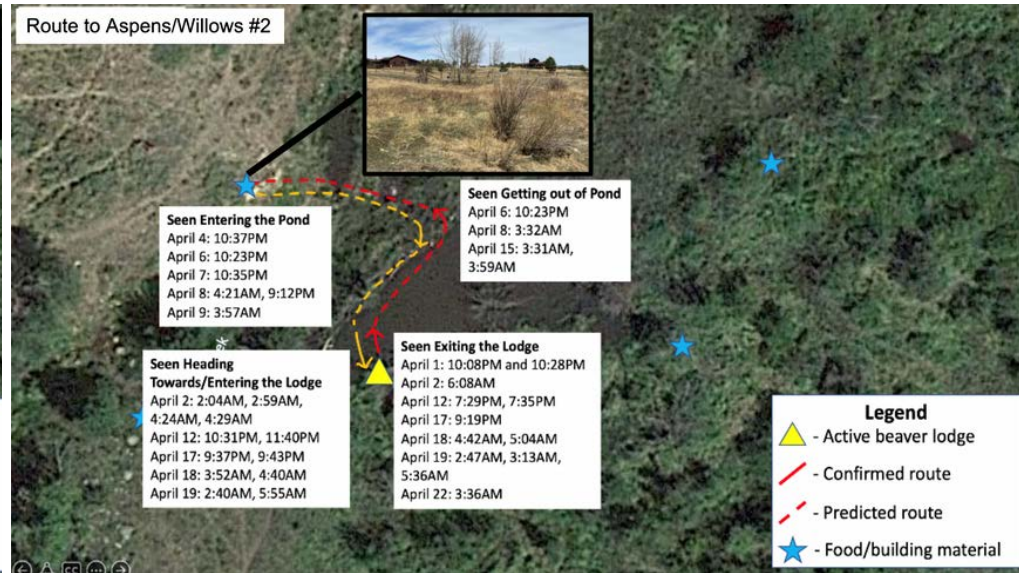 Route to Aspens/Willows #2
Seen Entering the Pond
April 4: 10:37PM
April 6: 10:23PM
April 7: 10:35PM
April 8: 4:21AM, 9:12PM
April 9: 3:57AM
Seen Getting out of Pond
April 6: 10:23PM
April 8: 3:32AM
April 15: 3:31AM,
3:59AM
Seen Heading
Towards/Entering the Lodge
April 2: 2:04AM, 2:59AM,
4:24AM, 4:29AM
April 12: 10:31PM, 11:40PM
April 17: 9:37PM, 9:43PM
April 18: 3:52AM, 4:40AM
April 19: 2:40AM, 5:55AM
Seen Exiting the Lodge
April 1: 10:08PM and 10:28PM
April 2: 6:08AM
April 12: 7:29PM, 7:35PM
April 17: 9:19PM
April 18: 4:42AM, 5:04AM
April 19: 2:47AM, 3:13AM,
5:36AM
April 22: 3:36AM
Legend
- Active beaver lodge
- Confirmed route
- Predicted route
- Food/building material